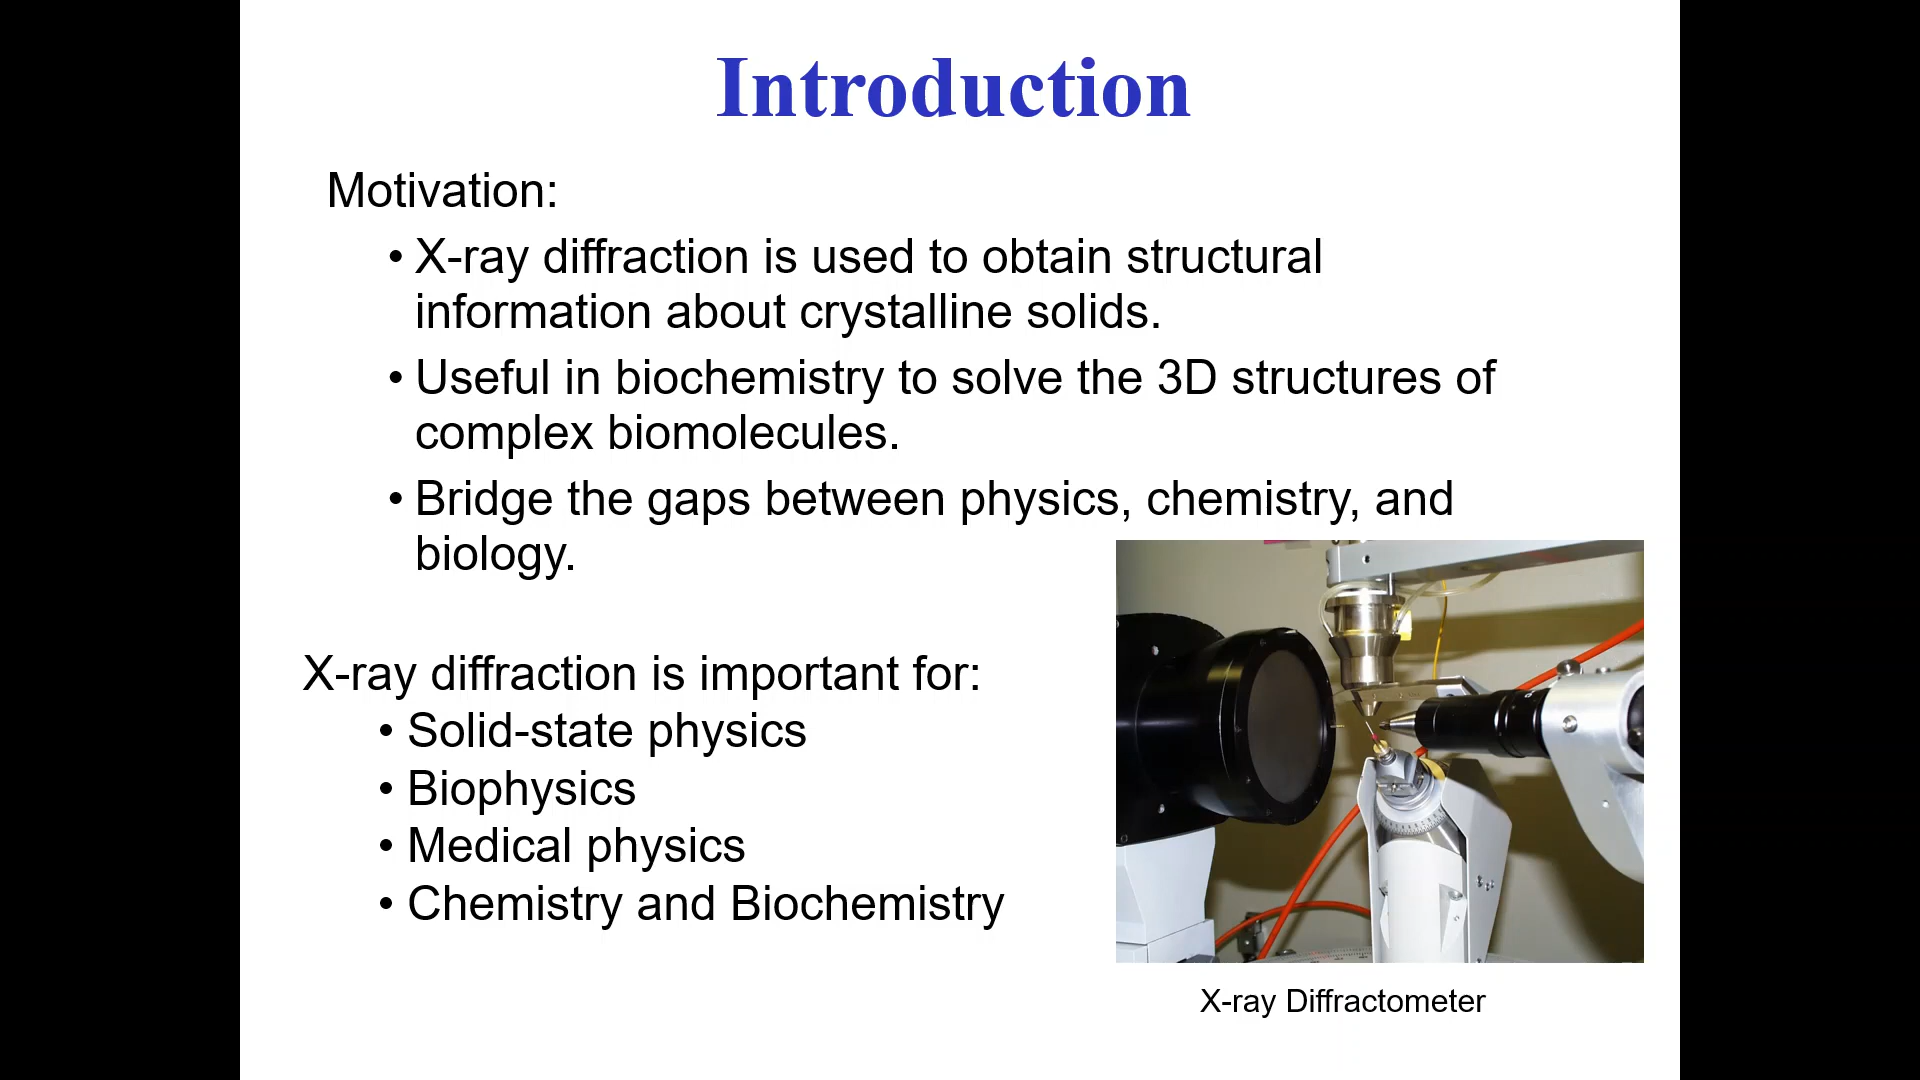 Introduction
Motivation:
• X-ray diffraction is used to obtain structural
information about crystalline solids.
• Useful in biochemistry to solve the 3D structures of
complex biomolecules.
• Bridge the gaps between physics, chemistry, and
biology.
X-ray diffraction is important for:
• Solid-state physics
• Biophysics
• Medical physics
• Chemistry and Biochemistry
X-ray Diffractometer